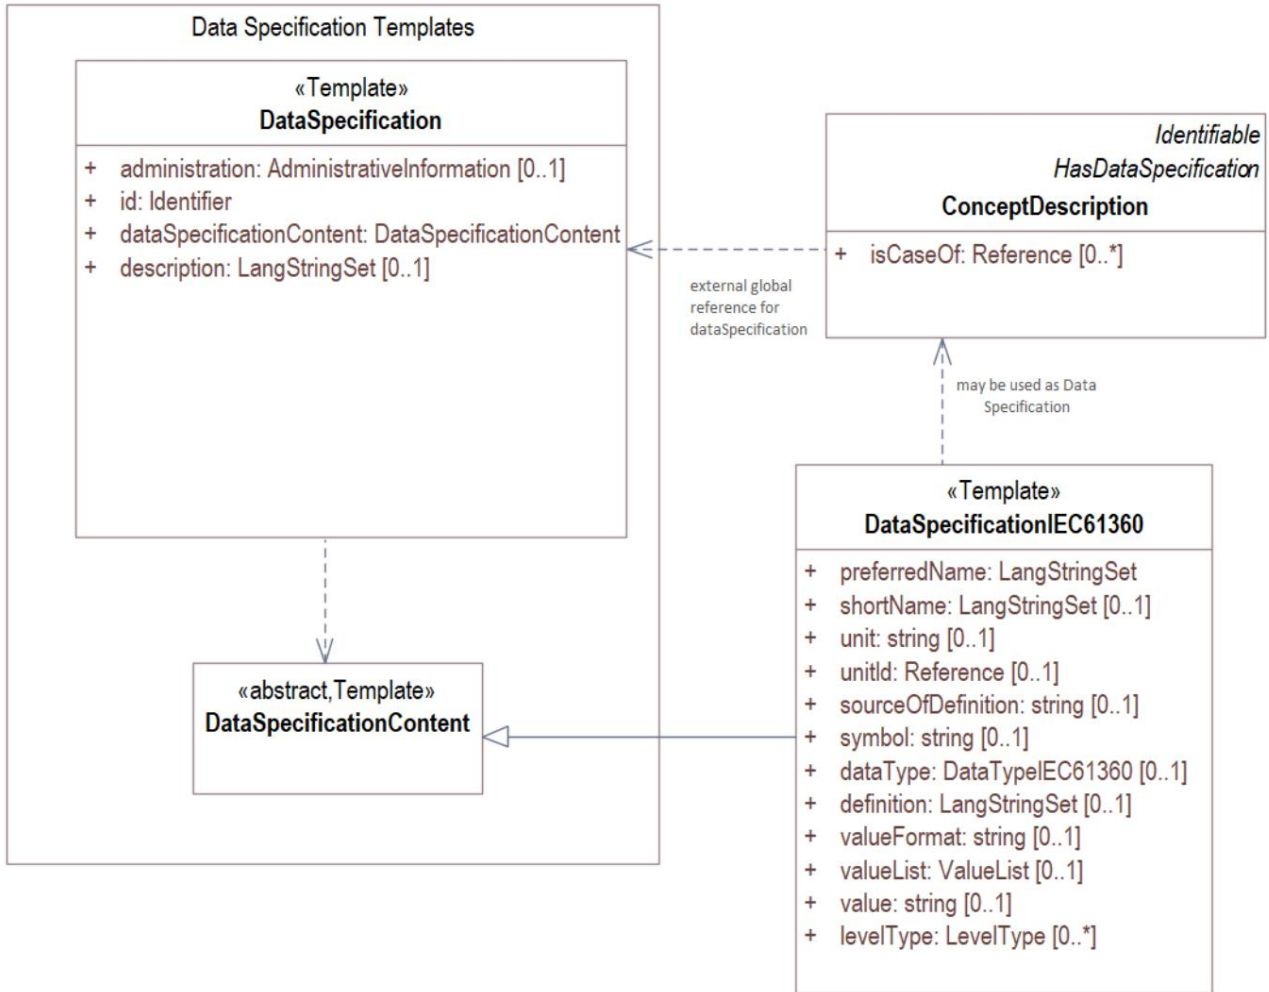 Data Specification Templates
«Template»
DataSpecification
+ administration: AdministrativeInformation [0..1]
+ id: Identifier
+ dataSpecificationContent: DataSpecificationContent
+ description: LangStringSet [0..1]
Identifiable
HasDataSpecification
ConceptDescription
+ isCaseOf: Reference [0..*]
external global
reference for
dataSpecification
may be used as Data
Specification
«abstract,Template»
DataSpecificationContent
«Template»
DataSpecificationIEC61360
+ preferredName: LangStringSet
+ shortName: LangStringSet [0..1]
+ unit: string [0..1]
+ unitId: Reference [0..1]
+ sourceOfDefinition: string [0..1]
+ symbol: string [0..1]
+ dataType: DataTypeIEC61360 [0..1]
+ definition: LangStringSet [0..1]
+ valueFormat: string [0..1]
+ valueList: ValueList [0..1]
+ value: string [0..1]
+ levelType: LevelType [0..*]